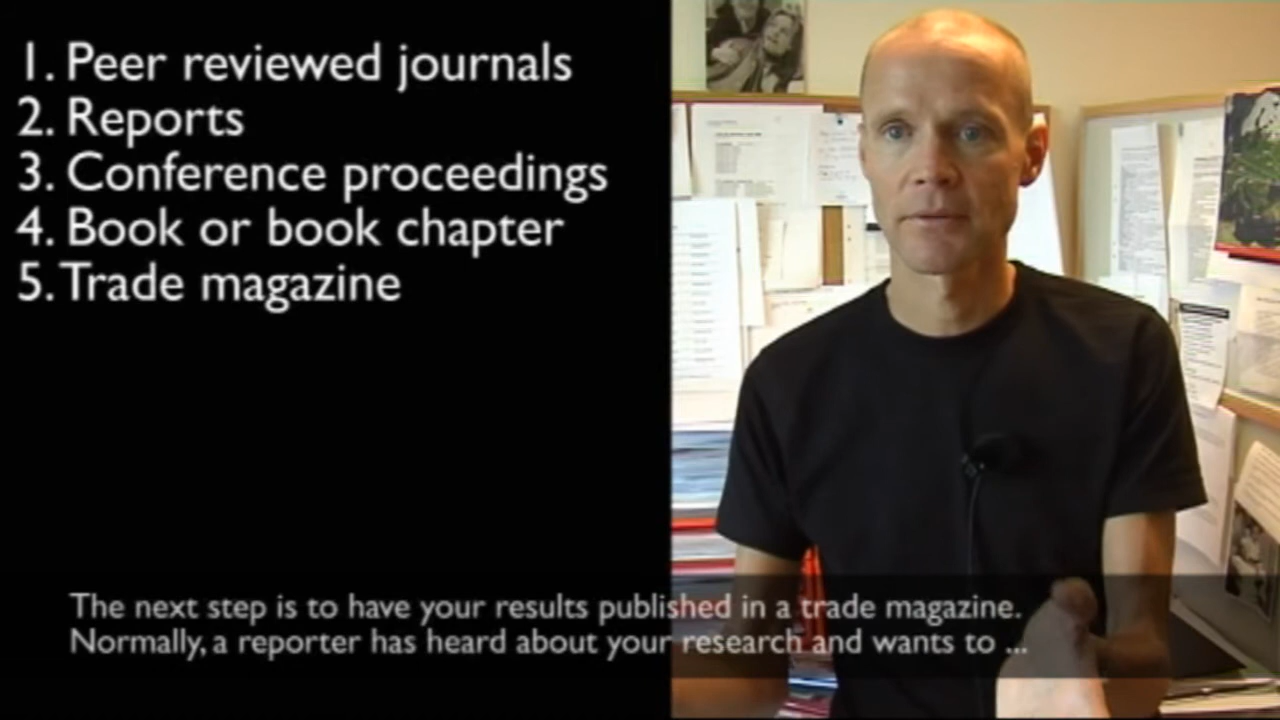 1. Peer reviewed journals
2. Reports
3. Conference proceedings
4. Book or book chapter
5. Trade magazine
The next step is to have your results published in a trade magazine.
Normally, a reporter has heard about your research and wants to ...